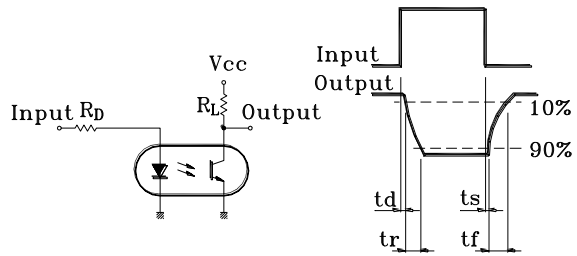 Vcc
Input RD
RL
Output
Input
Output
10%
90%
td
ts
tr
tf